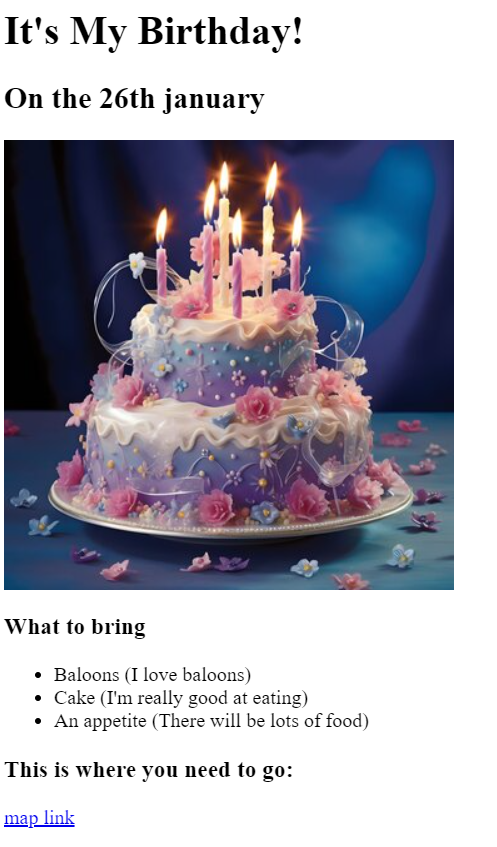 It's My Birthday!
On the 26th january
What to bring
Baloons (I love baloons)
Cake (I'm really good at eating)
An appetite (There will be lots of food)
This is where you need to go:
map link